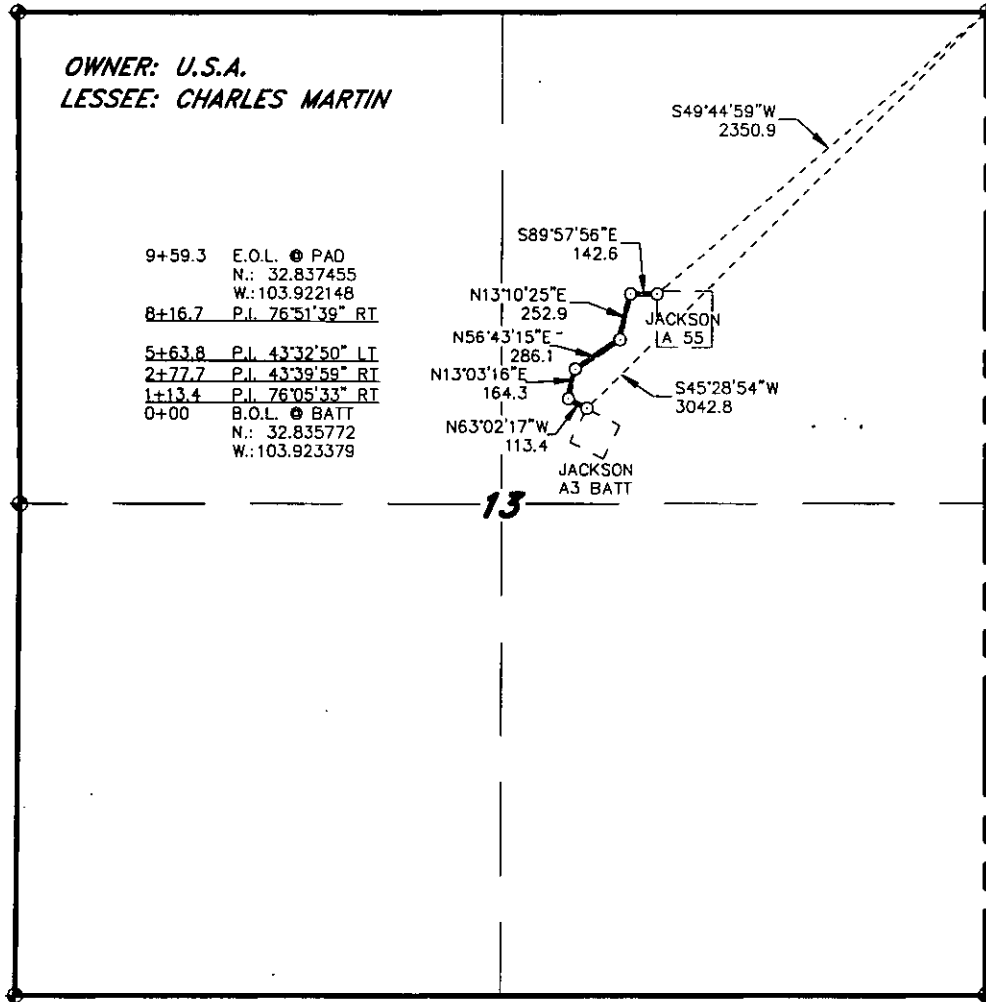 OWNER: U.S.A.
LESSEE: CHARLES MARTIN
S49°44'59"W
2350.9
9+59.3 E.O.L. @ PAD
N.: 32.837455
W.:103.922148
8+16.7 P.I. 76°51'39" RT
5+63.8 P.I. 43°32'50" LT
2+77.7 P.I. 43°39'59" RT
1+13.4 P.I. 76°05'33" RT
0+00 B.O.L. @ BATT
N.: 32.835772
W.:103.923379
S89°57'56"E
142.6
N13°10'25"E
252.9
JACKSON
A 55
N56°43'15"E
286.1
N13°03'16"E
164.3
S45°28'54"W
3042.8
N63°02'17"W
113.4
JACKSON
A3 BATT
13